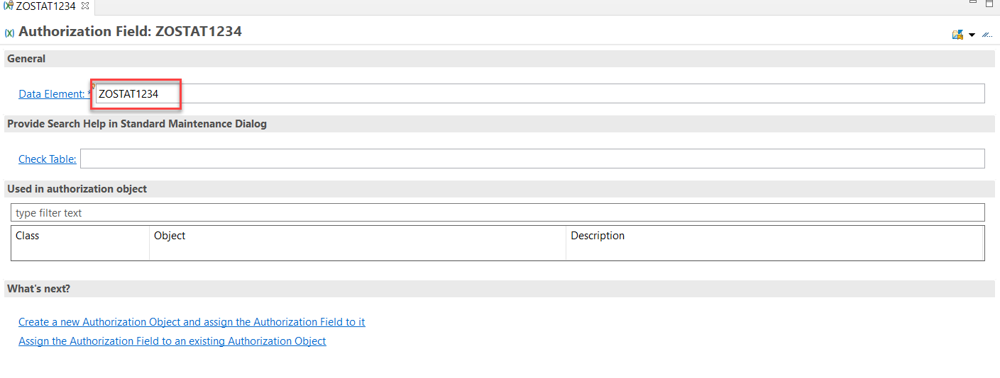 ZOSTAT1234
Authorization Field: ZOSTAT1234
General
Data Element: * ZOSTAT1234
Provide Search Help in Standard Maintenance Dialog
Check Table:
Used in authorization object
type filter text
Class Object Description
What's next?
Create a new Authorization Object and assign the Authorization Field to it
Assign the Authorization Field to an existing Authorization Object